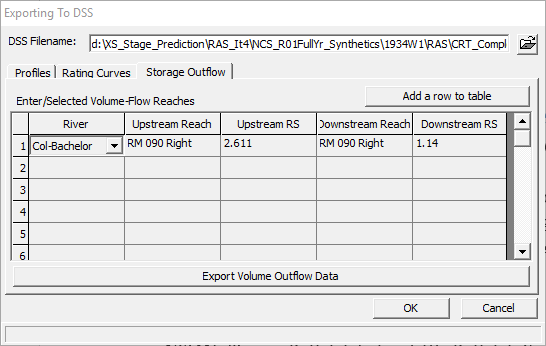 Exporting To DSS
DSS Filename: d:\XS_Stage_Prediction\RAS_It4\NCS_R01FullYr_Synthetics\1934W1\RAS\CRT_Compl
Profiles Rating Curves Storage Outflow
Enter/Selected Volume-Flow Reaches Add a row to table
River Upstream Reach Upstream RS Downstream Reach Downstream RS
1 Col-Bachelor RM 090 Right 2.611 RM 090 Right 1.14
2
3
4
5
6
Export Volume Outflow Data
OK Cancel